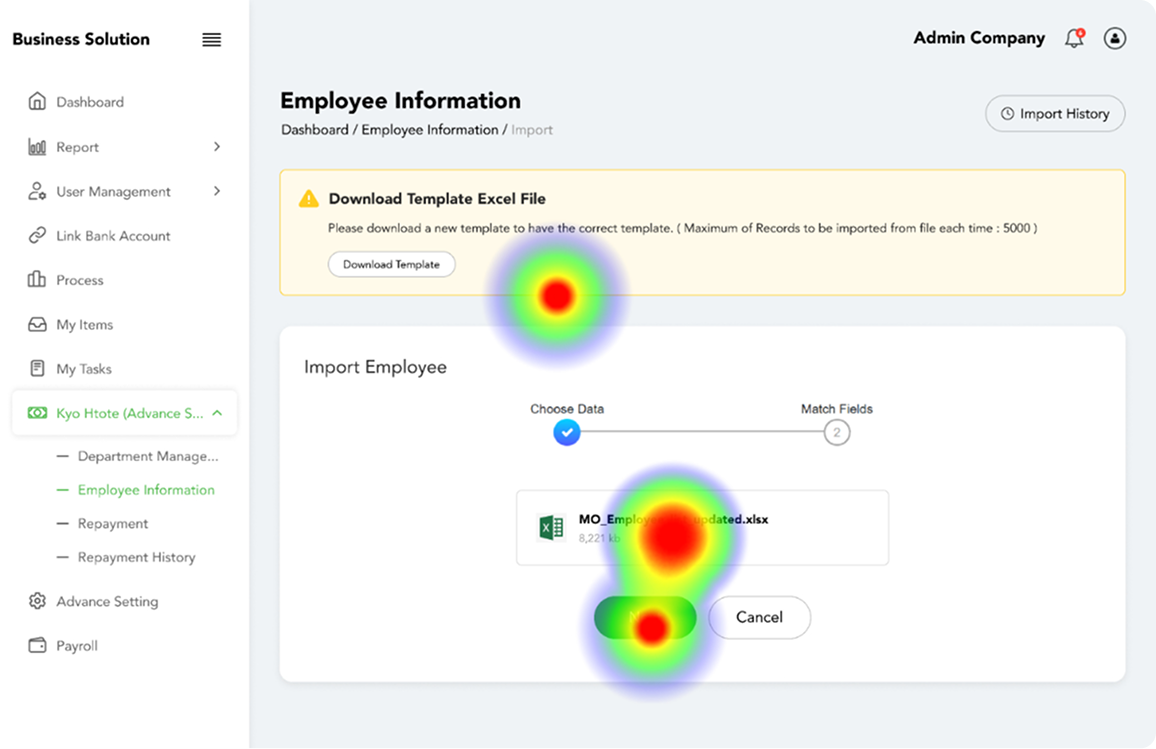 Business Solution
Dashboard
Report
User Management
Link Bank Account
Process
My Items
My Tasks
Kyo Htote (Advance S...
Department Manage...
Employee Information
Repayment
Repayment History
Advance Setting
Payroll
Admin Company
Employee Information
Dashboard / Employee Information / Import
Import History
Download Template Excel File
Please download a new template to have the correct template. ( Maximum of Records to be imported from file each time : 5000 )
Download Template
Import Employee
Choose Data
Match Fields
2
MO_Employee updated.xlsx
8,221 kb
Cancel